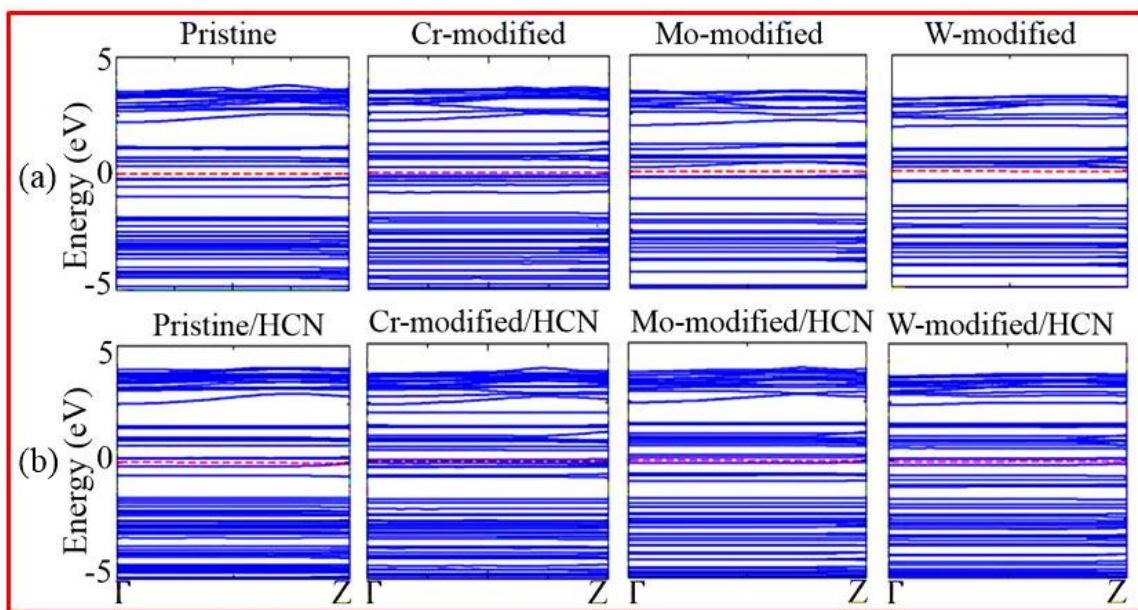 Pristine Cr-modified Mo-modified W-modified
5
(a) Energy (eV) 0
-5
Pristine/HCN Cr-modified/HCN Mo-modified/HCN W-modified/HCN
5
(b) Energy (eV) 0
-5
Γ Z Γ Z Γ Z Γ Z